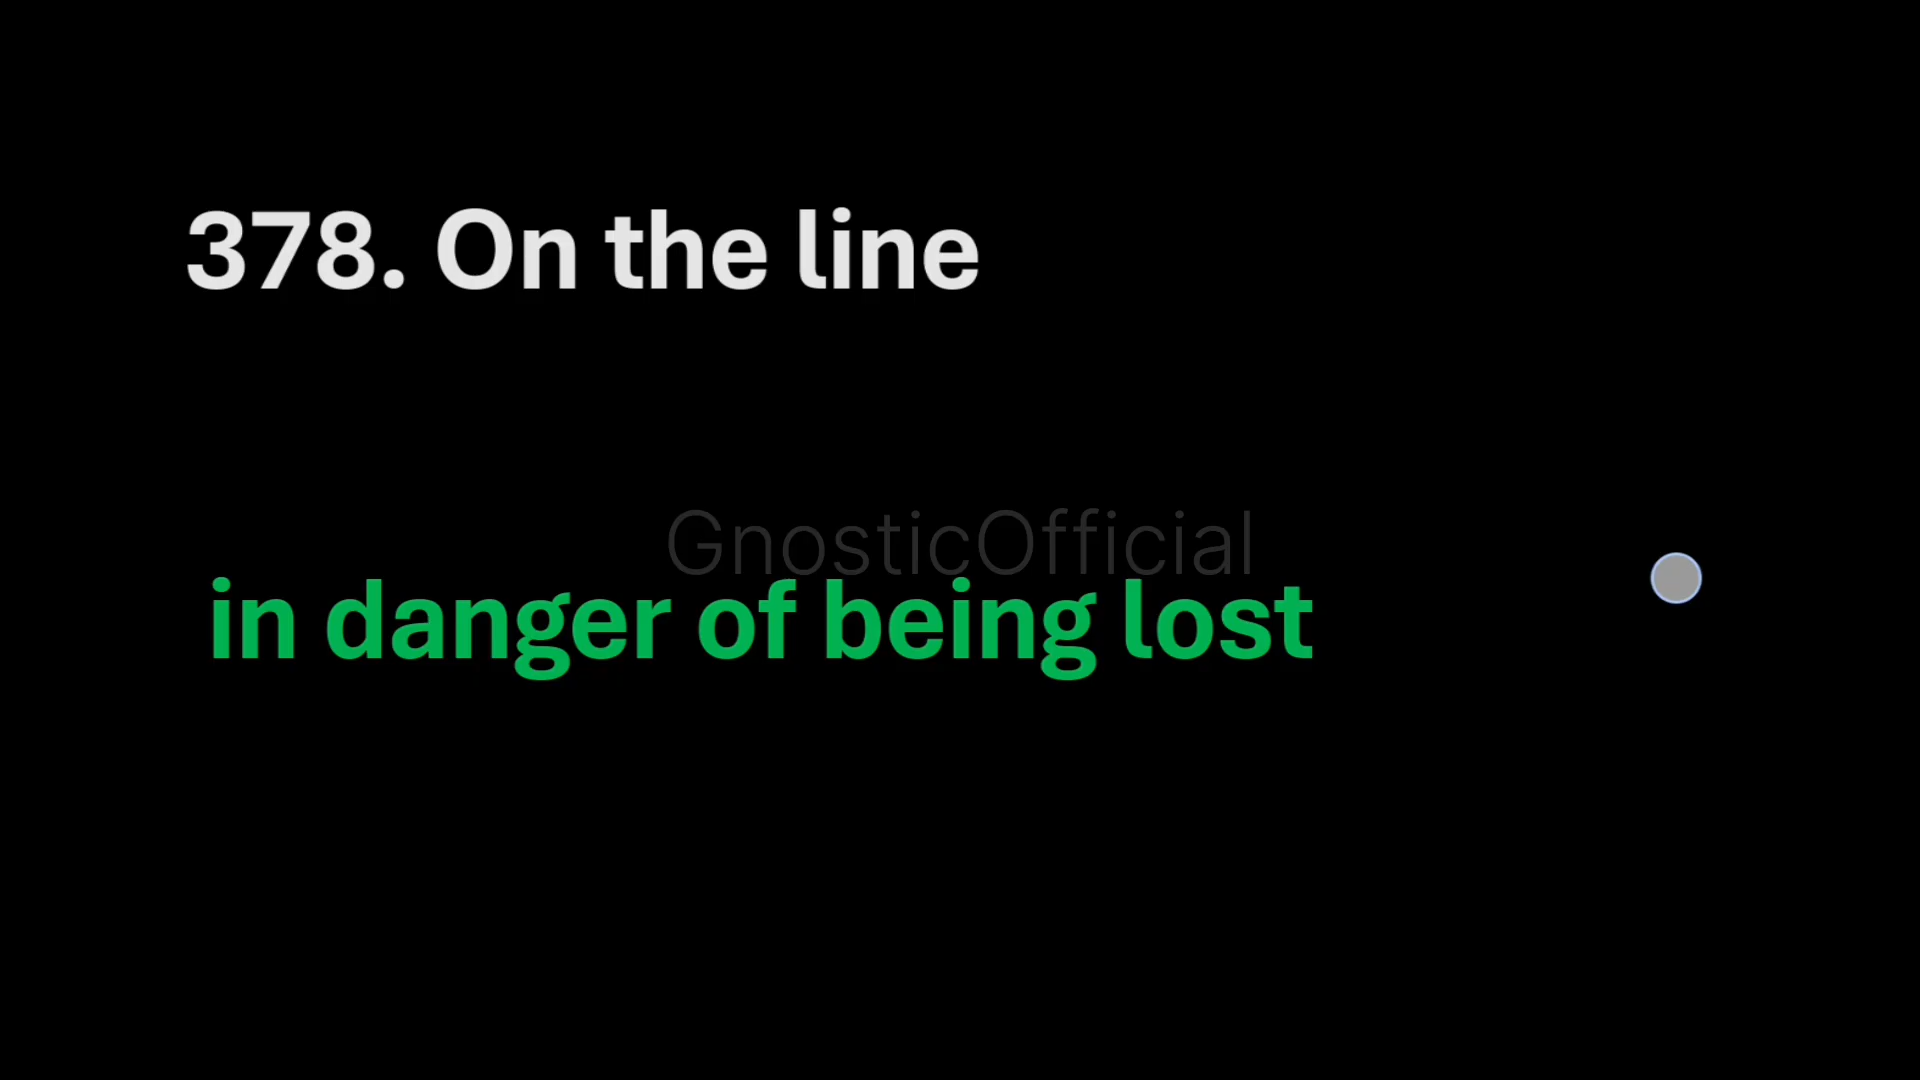 378. On the line
GnosticOfficial
in danger of being lost